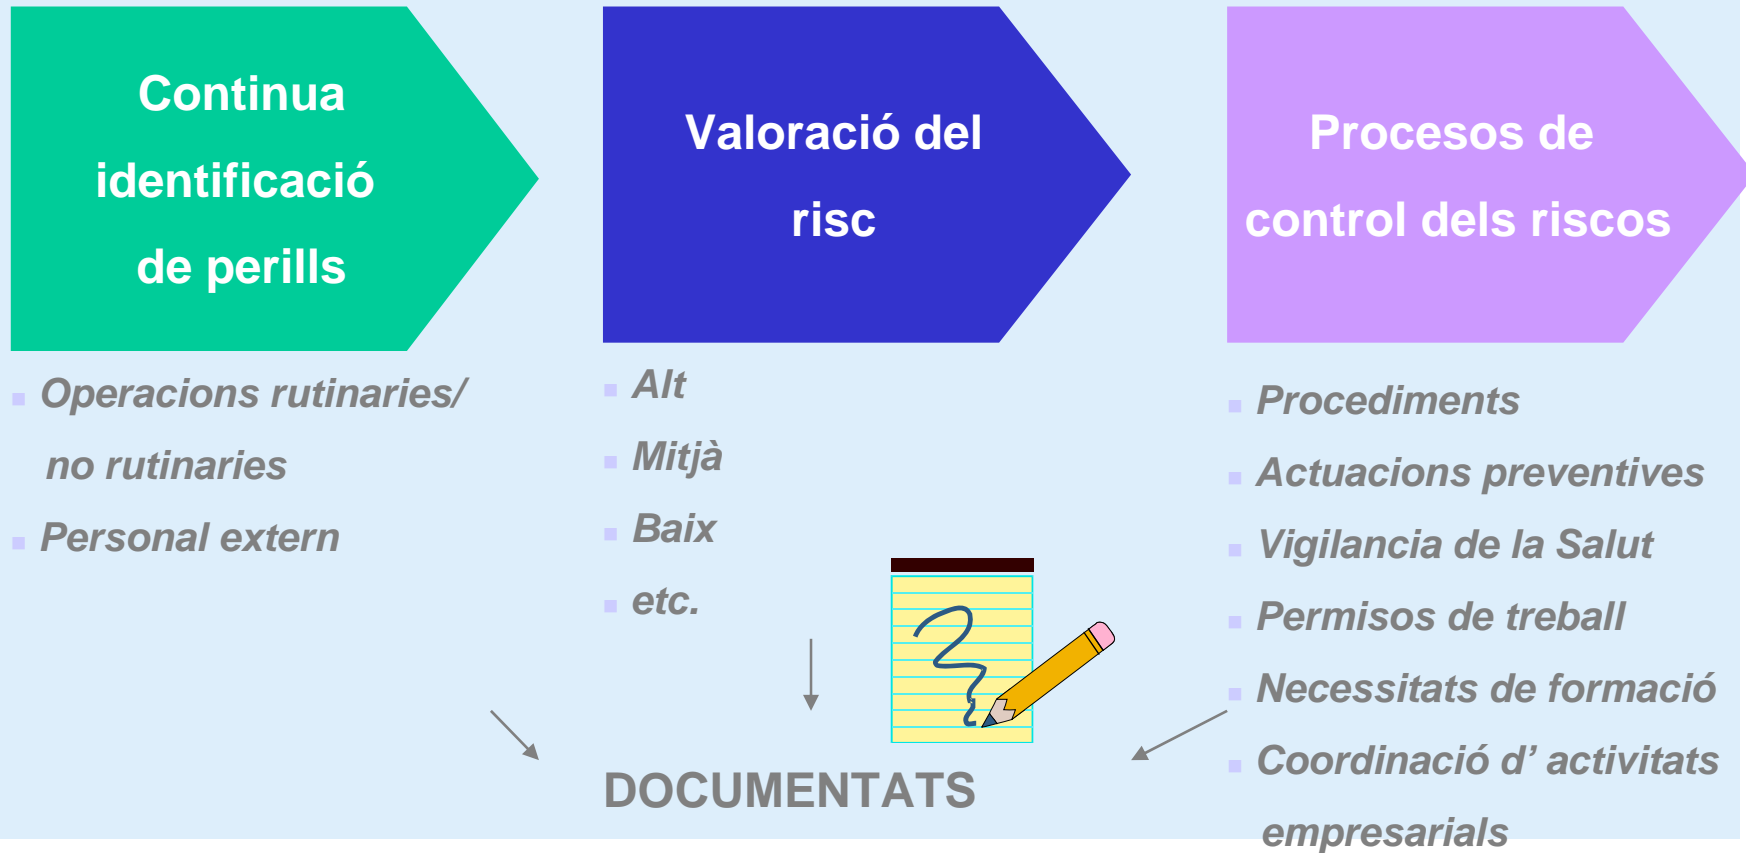 Continua
identificació
de perills
Operacions rutinaries/
no rutinaries
Personal extern
Valoració del
risc
Alt
Mitjà
Baix
etc.
Procesos de
control dels riscos
Procediments
Actuacions preventives
Vigilancia de la Salut
Permisos de treball
Necessitats de formació
Coordinació d’ activitats
empresarials
DOCUMENTATS